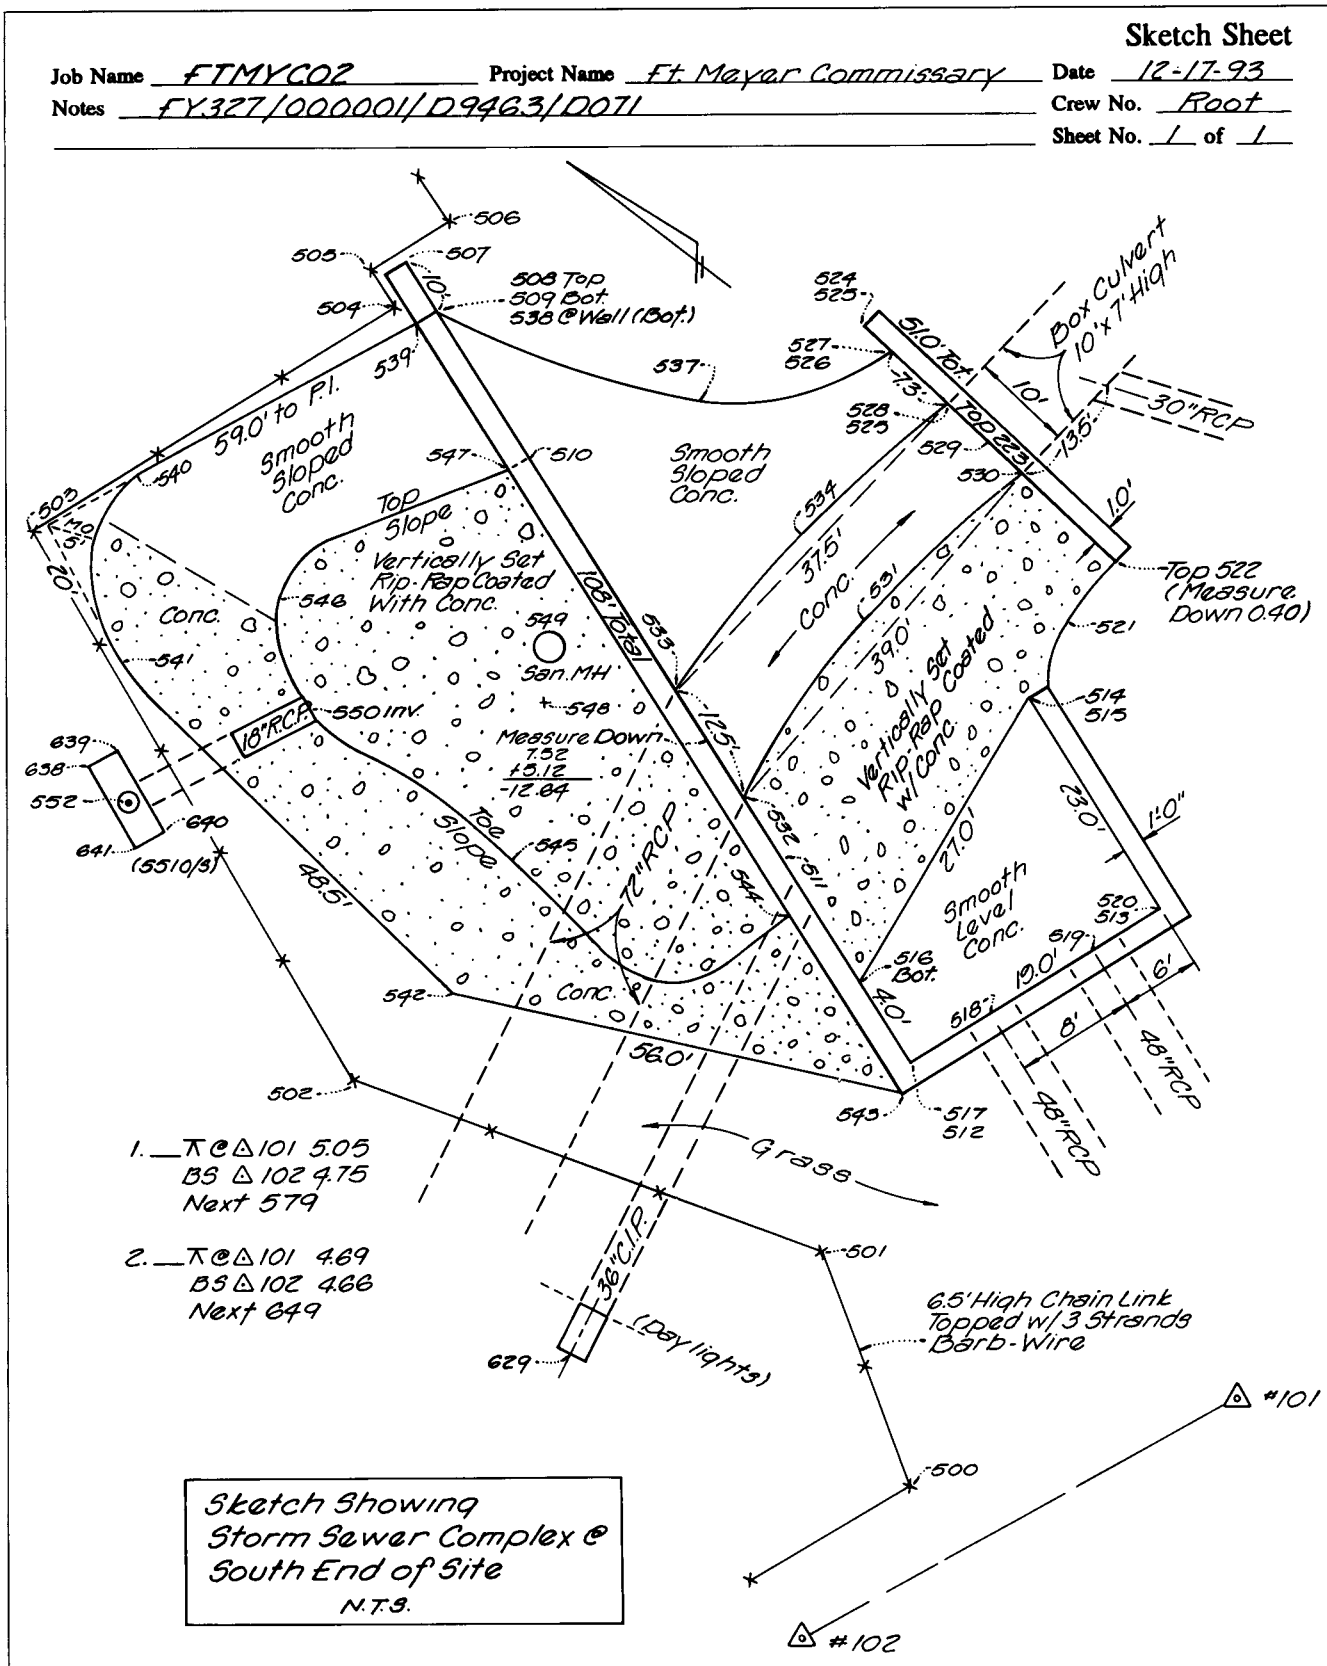 Sketch Sheet
Job Name FTMYC02 Project Name Ft. Meyer Commissary Date 12-17-93
Notes FY327/000001/D9463/D071 Crew No. Root
Sheet No. 1 of 1
506
505
507
504
10'
508 Top
509 Bot.
538 @ Wall (Bot.)
539
537
524
525
527
526
51.0' Tot.
Box Culvert
10' x 7' High
7.3'
10'
528
523
Top 223
529
530
13.5'
30" RCP
1.0'
59.0' to P.I.
Smooth
Sloped
Conc.
540
503
20'
547
510
Smooth
Sloped
Conc.
Top
Slope
Vertically Set
Rip-Rap Coated
With Conc.
546
549
San. MH
548
Measure Down
7.52
+5.12
-12.64
108' Total
533
534
37.5'
Conc.
531
39.0'
Vertically Set
Rip-Rap Coated
w/ Conc.
Top 522
(Measure
Down 0.40)
521
514
515
Conc.
541
550 Inv.
18" RCP
639
638
552
640
641
(5510/S)
12.5'
532
511
544
72" RCP
Toe
Slope
545
48.5'
27.0'
23.0'
1'-0"
Smooth
Level
Conc.
520
513
519
516
Bot.
4.0'
19.0'
518
6'
8'
48" RCP
48" RCP
542
Conc.
56.0'
543
517
512
502
Grass
1. ⊼ @ △ 101 5.05
BS △ 102 4.75
Next 579
2. ⊼ @ △ 101 4.69
BS △ 102 4.66
Next 649
501
36" C.I.P.
(Daylights)
629
6.5' High Chain Link
Topped w/ 3 Strands
Barb-Wire
#101
500
Sketch Showing
Storm Sewer Complex @
South End of Site
N.T.S.
#102